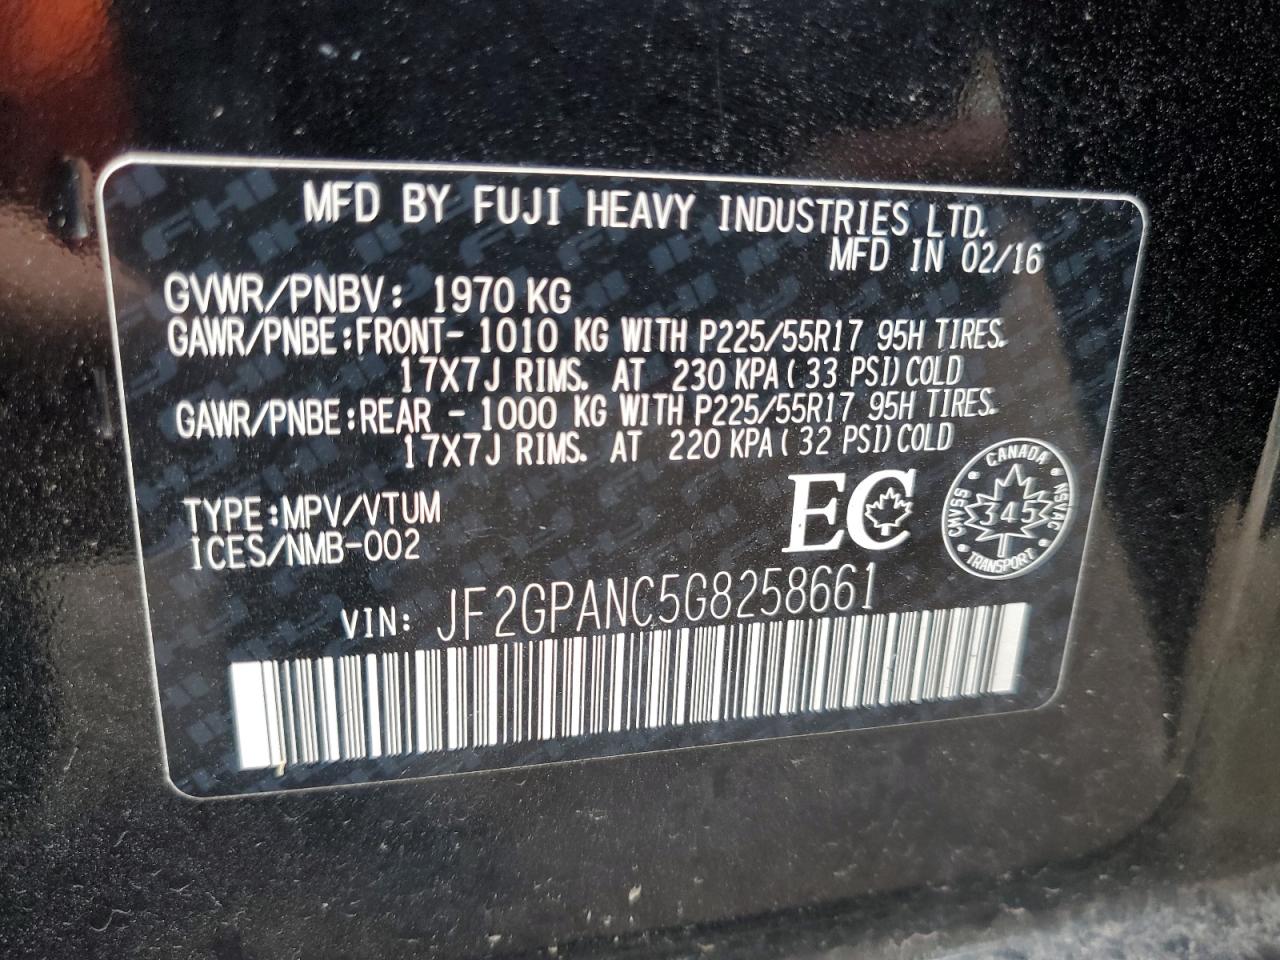 MFD BY FUJI HEAVY INDUSTRIES LTD.
MFD IN 02/16
GVWR/PNBV: 1970 KG
GAWR/PNBE:FRONT- 1010 KG WITH P225/55R17 95H TIRES.
17X7J RIMS. AT 230 KPA( 33 PSI) COLD
GAWR/PNBE:REAR - 1000 KG WITH P225/55R17 95H TIRES.
17X7J RIMS. AT 220 KPA( 32 PSI) COLD
TYPE:MPV/VTUM
ICES/NMB-002
EC
CANADA
CMVSS 345 NSVAC
TRANSPORT
VIN: JF2GPANC5G8258661